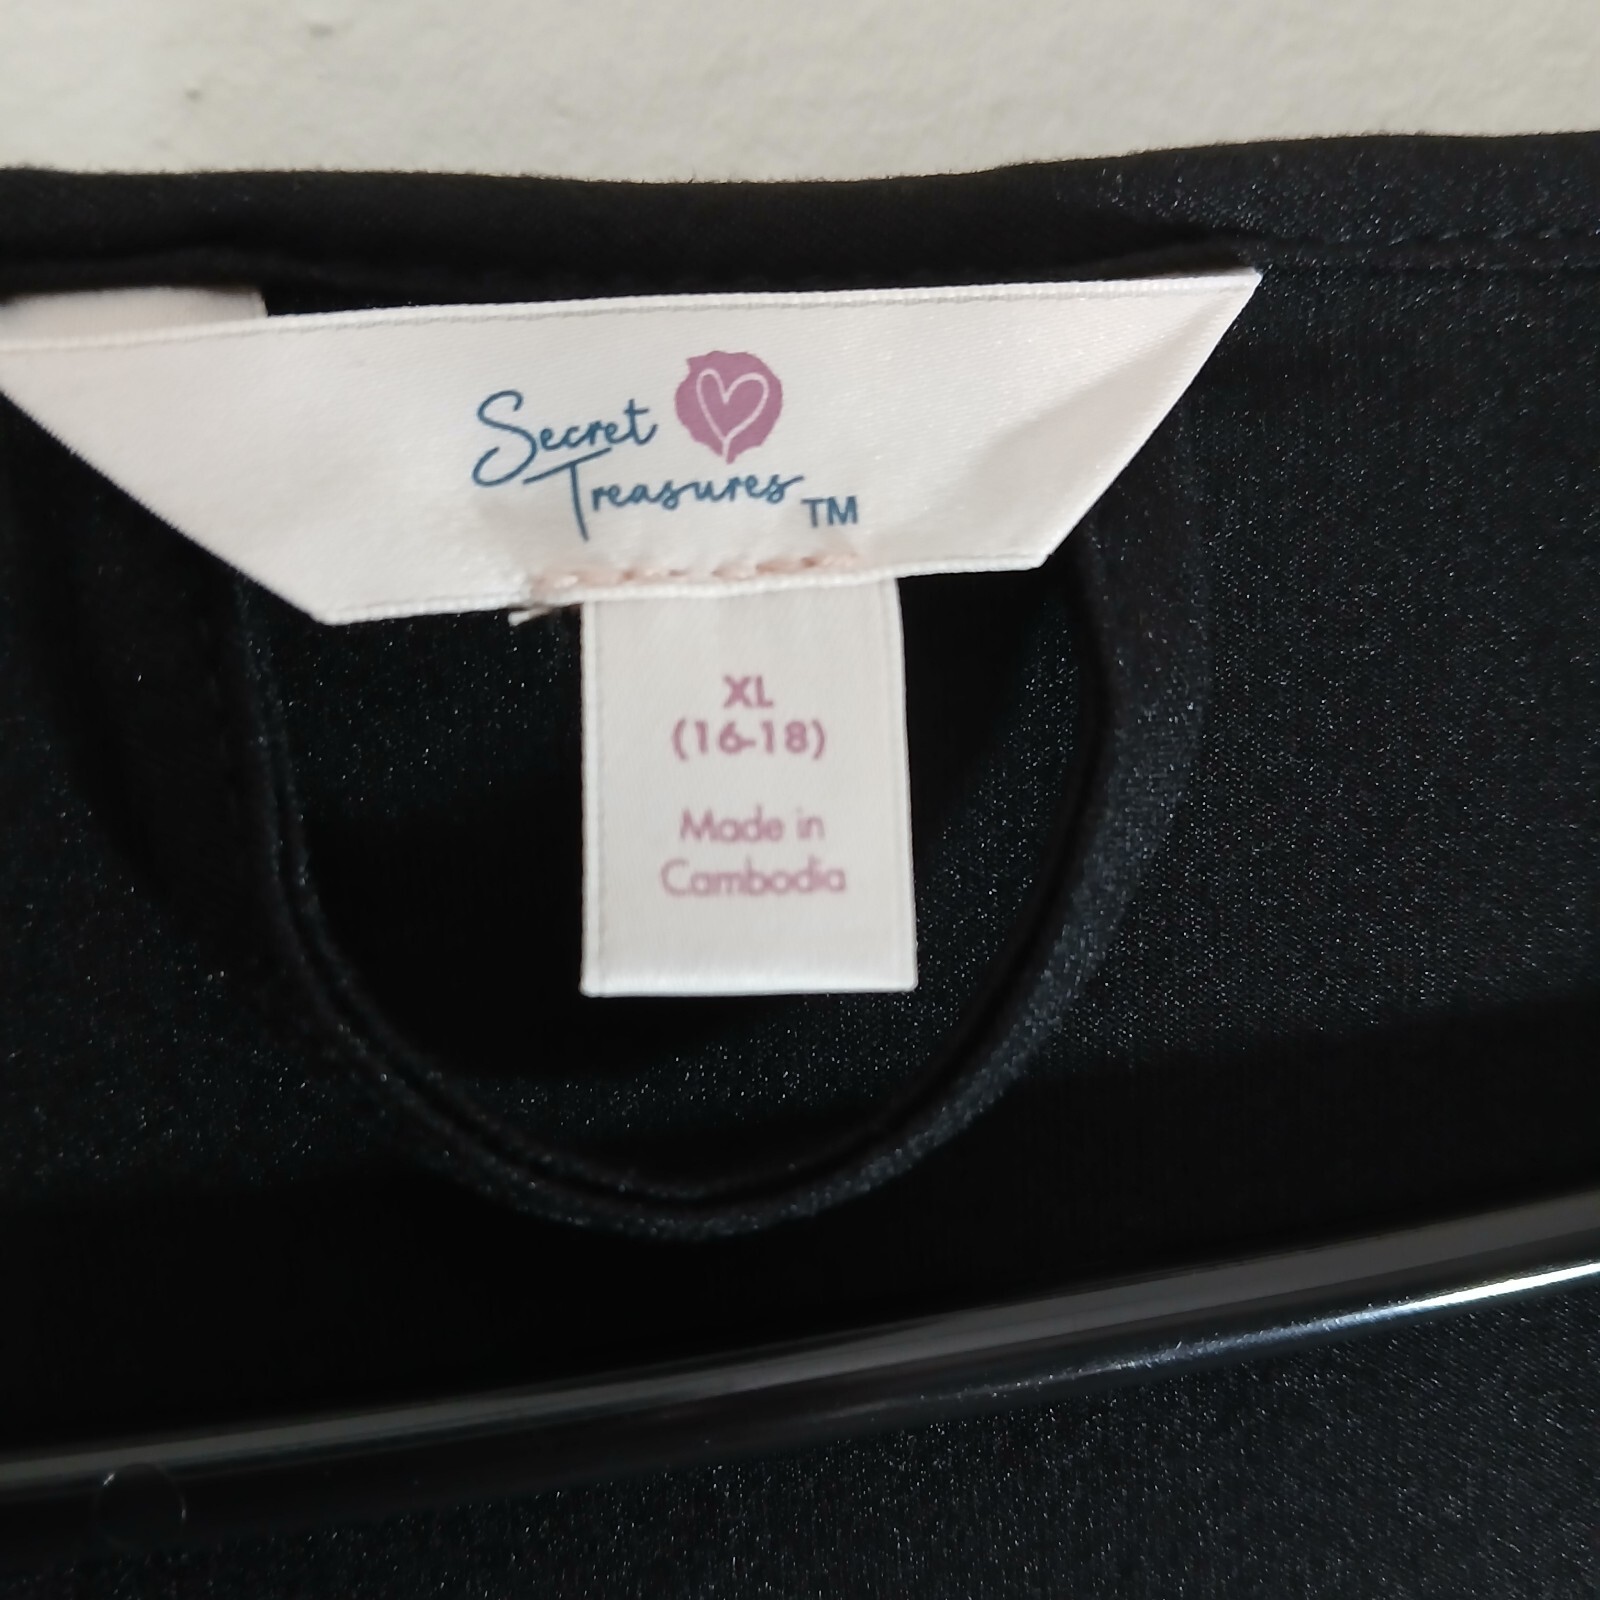 Secret
Treasures TM
XL
(16-18)
Made in
Cambodia